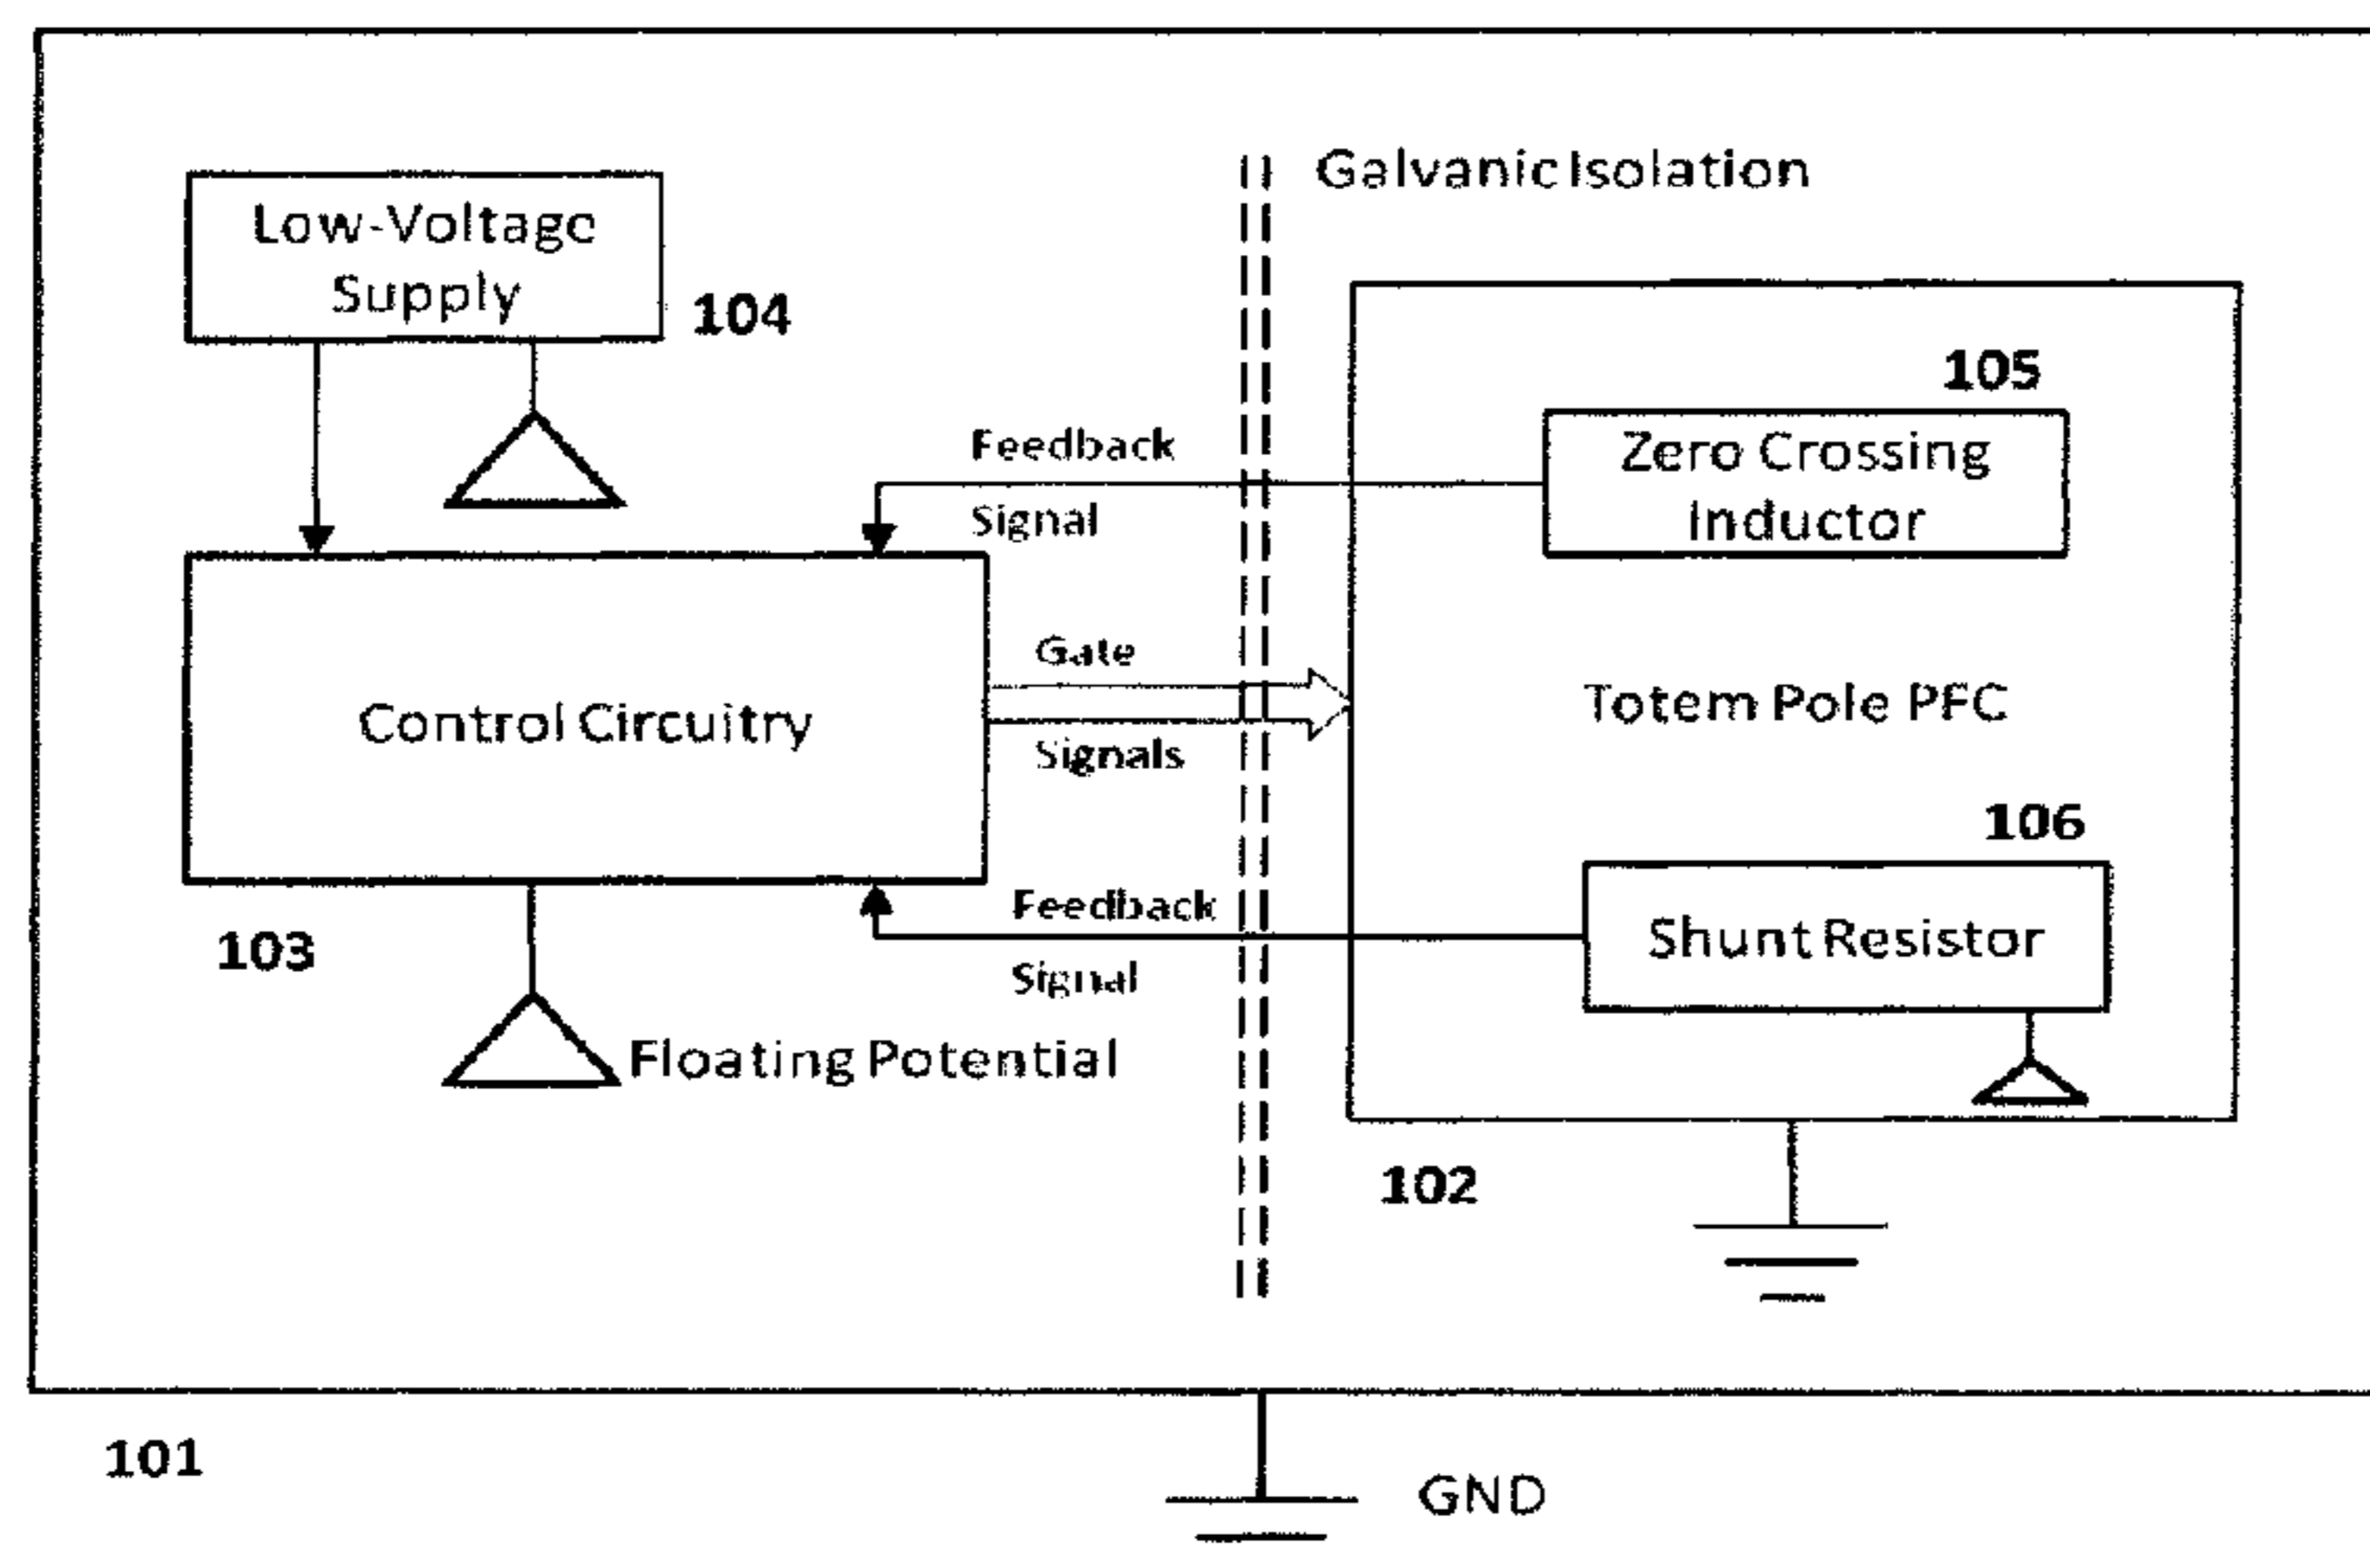 Galvanic Isolation
Low-Voltage
Supply
104
105
Zero Crossing
Inductor
Feedback
Signal
Gate
Signals
Control Circuitry
Totem Pole PFC
106
Shunt Resistor
Feedback
Signal
103
Floating Potential
102
101
GND